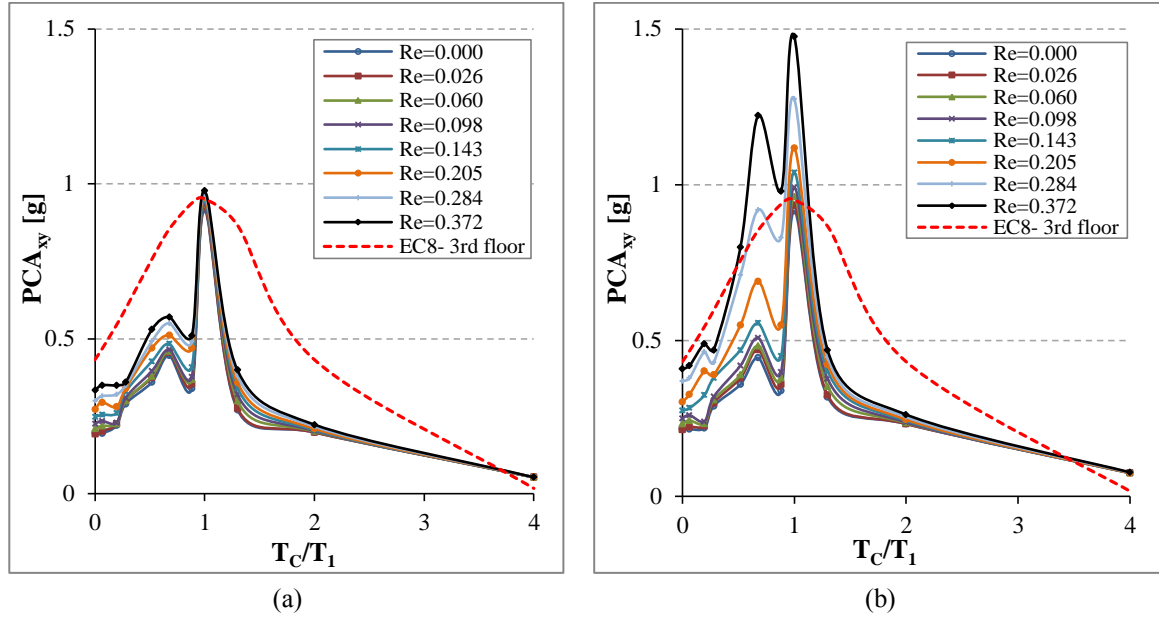 1.5
1
0.5
0
0
1
2
3
4
PCAxy [g]
TC/T1
Re=0.000
Re=0.026
Re=0.060
Re=0.098
Re=0.143
Re=0.205
Re=0.284
Re=0.372
EC8- 3rd floor
(a)
1.5
1
0.5
0
0
1
2
3
4
PCAxy [g]
TC/T1
Re=0.000
Re=0.026
Re=0.060
Re=0.098
Re=0.143
Re=0.205
Re=0.284
Re=0.372
EC8- 3rd floor
(b)